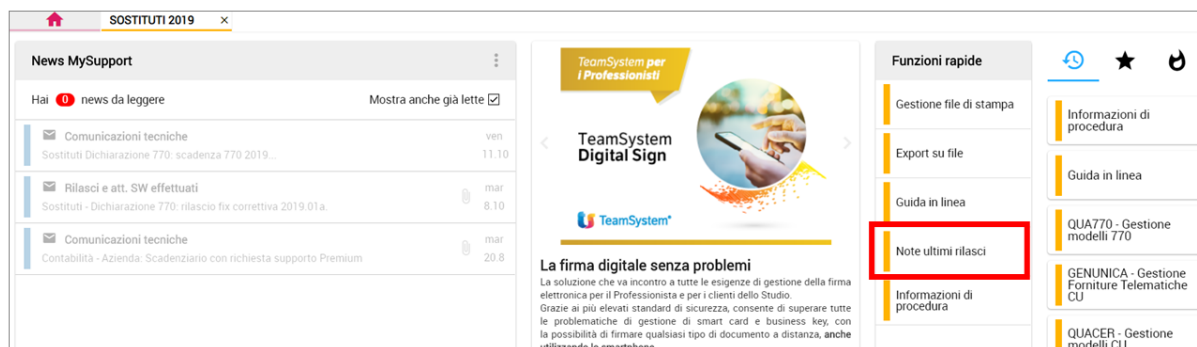 SOSTITUTI 2019 ×
News MySupport
Hai 0 news da leggere
Mostra anche già lette
Comunicazioni tecniche
ven
Sostituti Dichiarazione 770: scadenza 770 2019...
11.10
Rilasci e att. SW effettuati
mar
Sostituti - Dichiarazione 770: rilascio fix correttiva 2019.01a.
8.10
Comunicazioni tecniche
mar
Contabilità - Azienda: Scadenziario con richiesta supporto Premium
20.8
TeamSystem per
i Professionisti
TeamSystem
Digital Sign
TeamSystem
La firma digitale senza problemi
La soluzione che va incontro a tutte le esigenze di gestione della firma
elettronica per il Professionista e per i clienti dello Studio.
Grazie ai più elevati standard di sicurezza, consente di superare tutte
le problematiche di gestione di smart card e business key, con
la possibilità di firmare qualsiasi tipo di documento a distanza, anche
utilizzando lo smartphone.
Funzioni rapide
Gestione file di stampa
Export su file
Guida in linea
Note ultimi rilasci
Informazioni di
procedura
Informazioni di
procedura
Guida in linea
QUA770 - Gestione
modelli 770
GENUNICA - Gestione
Forniture Telematiche
CU
QUACER - Gestione
modelli CU